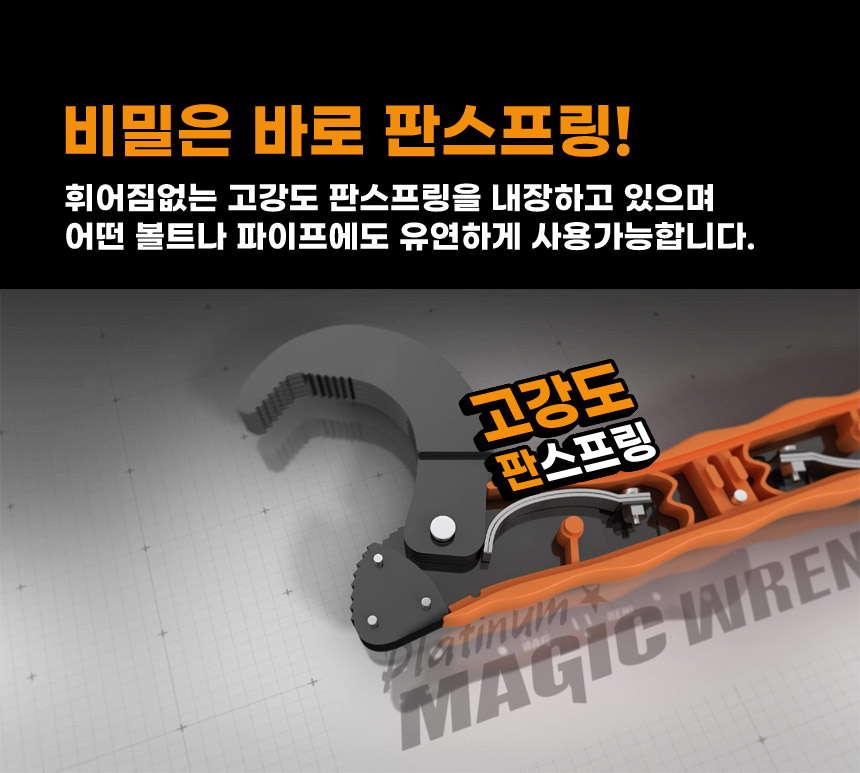 비밀은 바로 판스프링!
휘어짐없는 고강도 판스프링을 내장하고 있으며
어떤 볼트나 파이프에도 유연하게 사용가능합니다.
고강도
판스프링
Platinum
MAGIC WREN